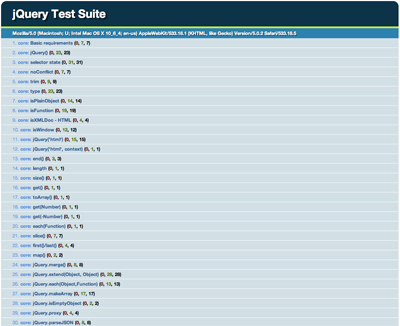 jQuery Test Suite
Mozilla/5.0 (Macintosh; U; Intel Mac OS X 10_6_4; en-us) AppleWebKit/533.18.1 (KHTML, like Gecko) Version/5.0.2 Safari/533.18.5
1. core: Basic requirements (0, 7, 7)
2. core: jQuery() (0, 23, 23)
3. core: selector state (0, 31, 31)
4. core: noConflict (0, 7, 7)
5. core: trim (0, 9, 9)
6. core: type (0, 23, 23)
7. core: isPlainObject (0, 14, 14)
8. core: isFunction (0, 19, 19)
9. core: isXMLDoc - HTML (0, 4, 4)
10. core: isWindow (0, 12, 12)
11. core: jQuery('html') (0, 15, 15)
12. core: jQuery('html', context) (0, 1, 1)
13. core: end() (0, 3, 3)
14. core: length (0, 1, 1)
15. core: size() (0, 1, 1)
16. core: get() (0, 1, 1)
17. core: toArray() (0, 1, 1)
18. core: get(Number) (0, 1, 1)
19. core: get(-Number) (0, 1, 1)
20. core: each(Function) (0, 1, 1)
21. core: slice() (0, 7, 7)
22. core: first()/last() (0, 4, 4)
23. core: map() (0, 2, 2)
24. core: jQuery.merge() (0, 8, 8)
25. core: jQuery.extend(Object, Object) (0, 28, 28)
26. core: jQuery.each(Object,Function) (0, 13, 13)
27. core: jQuery.makeArray (0, 17, 17)
28. core: jQuery.isEmptyObject (0, 2, 2)
29. core: jQuery.proxy (0, 4, 4)
30. core: jQuery.parseJSON (0, 8, 8)